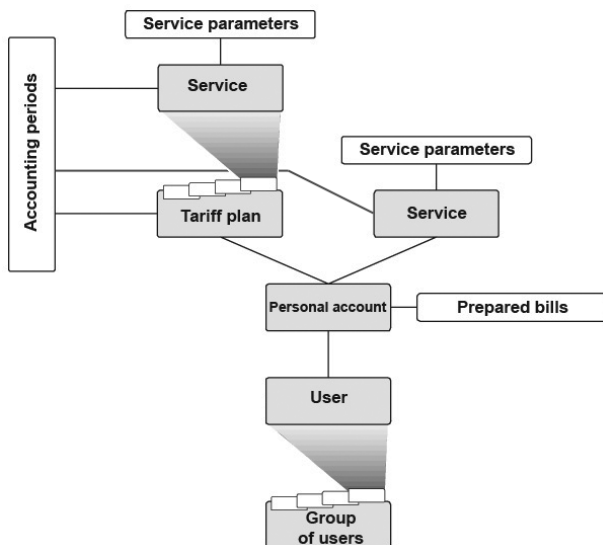 Service parameters
Accounting periods
Service
Service parameters
Tariff plan
Service
Personal account
Prepared bills
User
Group
of users